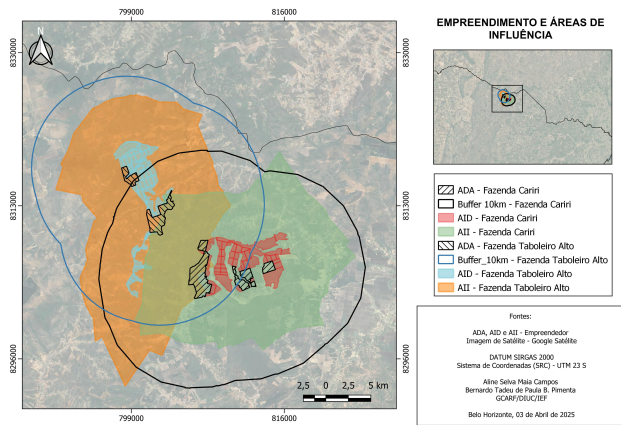 799000
816000
8330000
8330000
8313000
8313000
8296000
8296000
2,5 0 2,5 5 km
799000
816000
EMPREENDIMENTO E ÁREAS DE
INFLUÊNCIA
ADA - Fazenda Cariri
Buffer 10km - Fazenda Cariri
AID - Fazenda Cariri
AII - Fazenda Cariri
ADA - Fazenda Taboleiro Alto
Buffer_10km - Fazenda Taboleiro Alto
AID - Fazenda Taboleiro Alto
AII - Fazenda Taboleiro Alto
Fontes:
ADA, AID e AII - Empreendedor
Imagem de Satélite - Google Satélite
DATUM SIRGAS 2000
Sistema de Coordenadas (SRC) - UTM 23 S
Aline Selva Maia Campos
Bernardo Tadeu de Paula B. Pimenta
GCARF/DIUC/IEF
Belo Horizonte, 03 de Abril de 2025